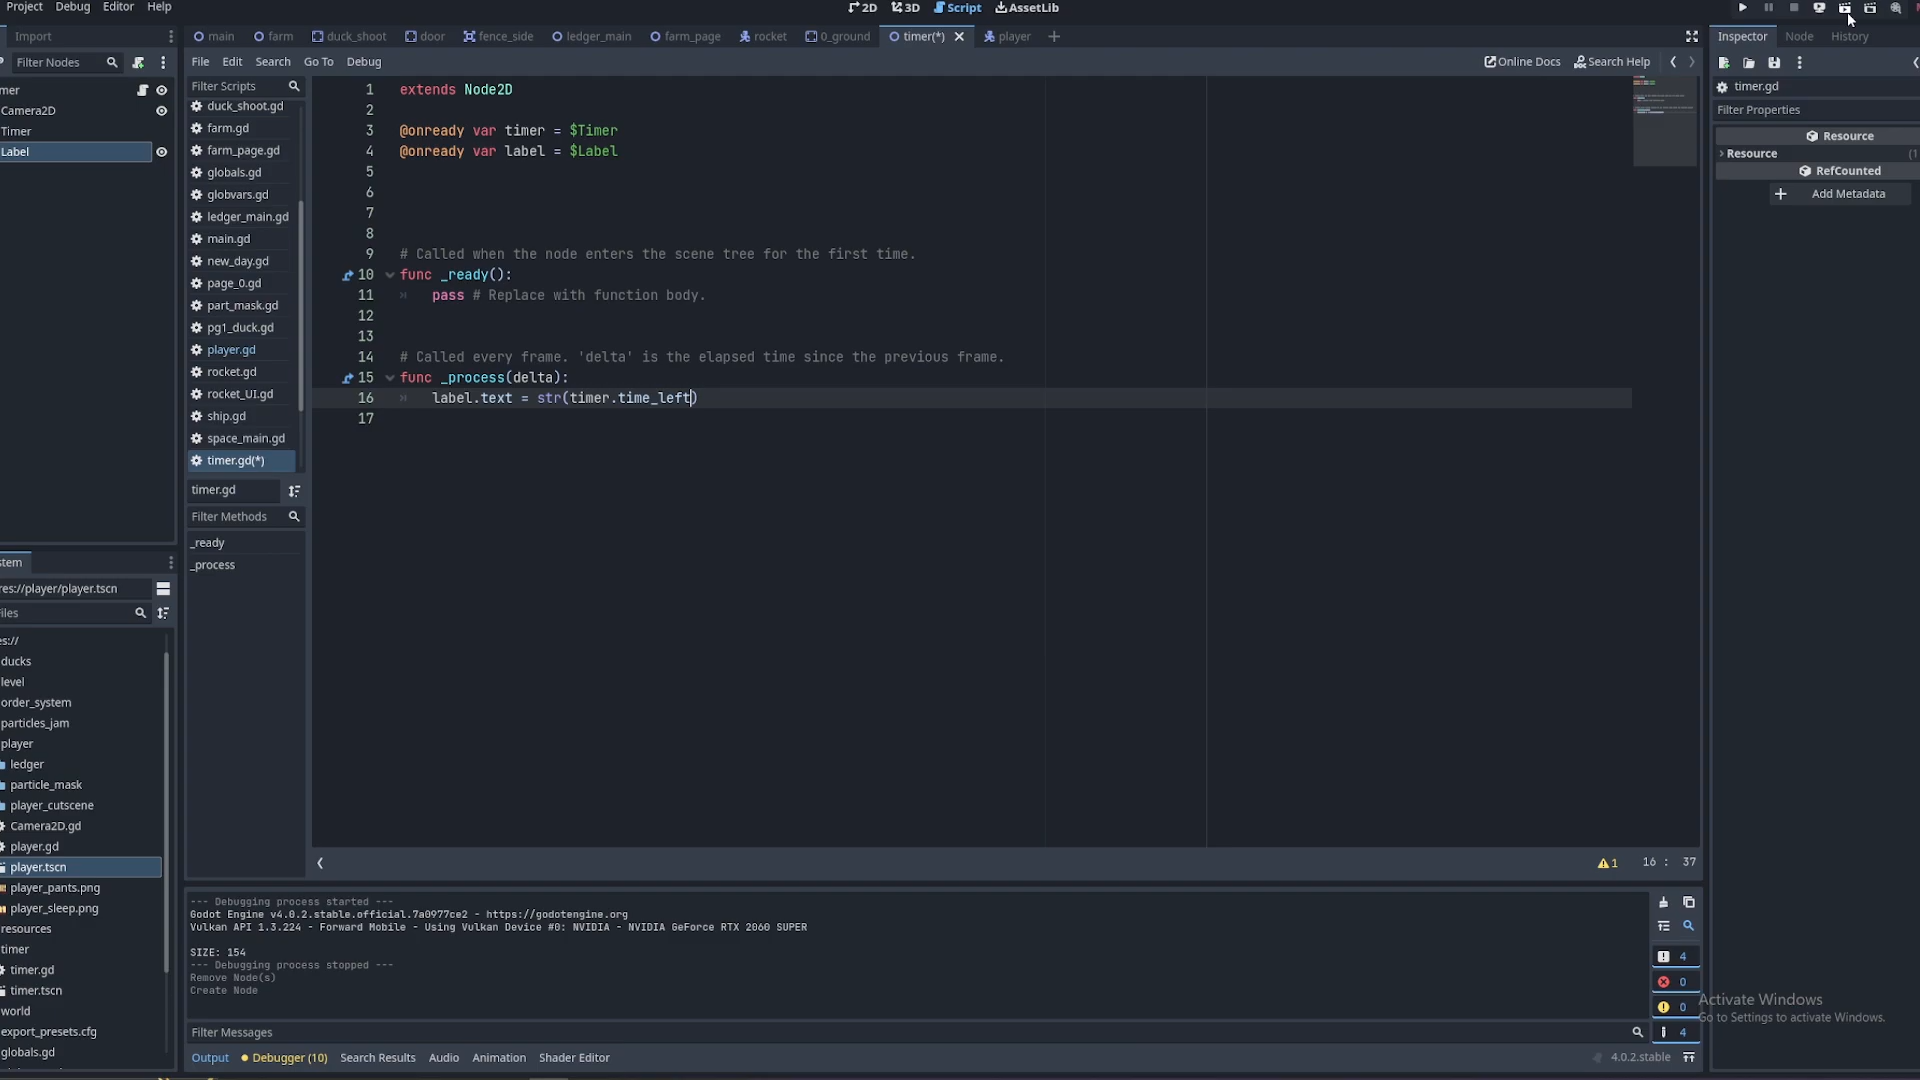 Project Debug Editor Help
2D 3D Script AssetLib
Import
main farm duck_shoot door fence_side ledger_main farm_page rocket 0_ground timer(*) player
Inspector Node History
Filter Nodes
File Edit Search Go To Debug
Online Docs Search Help
mer
Camera2D
Timer
Label
Filter Scripts
duck_shoot.gd
farm.gd
farm_page.gd
globals.gd
globvars.gd
ledger_main.gd
main.gd
new_day.gd
page_0.gd
part_mask.gd
pg1_duck.gd
player.gd
rocket.gd
rocket_UI.gd
ship.gd
space_main.gd
timer.gd(*)
timer.gd
Filter Methods
_ready
_process
1 extends Node2D
2
3 @onready var timer = $Timer
4 @onready var label = $Label
5
6
7
8
9 # Called when the node enters the scene tree for the first time.
10 func _ready():
11 pass # Replace with function body.
12
13
14 # Called every frame. 'delta' is the elapsed time since the previous frame.
15 func _process(delta):
16 label.text = str(timer.time_left)
17
1 16 : 37
timer.gd
Filter Properties
Resource
Resource (1
RefCounted
Add Metadata
stem
res://player/player.tscn
Files
es://
ducks
level
order_system
particles_jam
player
ledger
particle_mask
player_cutscene
Camera2D.gd
player.gd
player.tscn
player_pants.png
player_sleep.png
resources
timer
timer.gd
timer.tscn
world
export_presets.cfg
globals.gd
--- Debugging process started ---
Godot Engine v4.0.2.stable.official.7a0977ce2 - https://godotengine.org
Vulkan API 1.3.224 - Forward Mobile - Using Vulkan Device #0: NVIDIA - NVIDIA GeForce RTX 2060 SUPER
SIZE: 154
--- Debugging process stopped ---
Remove Node(s)
Create Node
4
0
0
4
Filter Messages
Output Debugger (10) Search Results Audio Animation Shader Editor
4.0.2.stable
Activate Windows
Go to Settings to activate Windows.